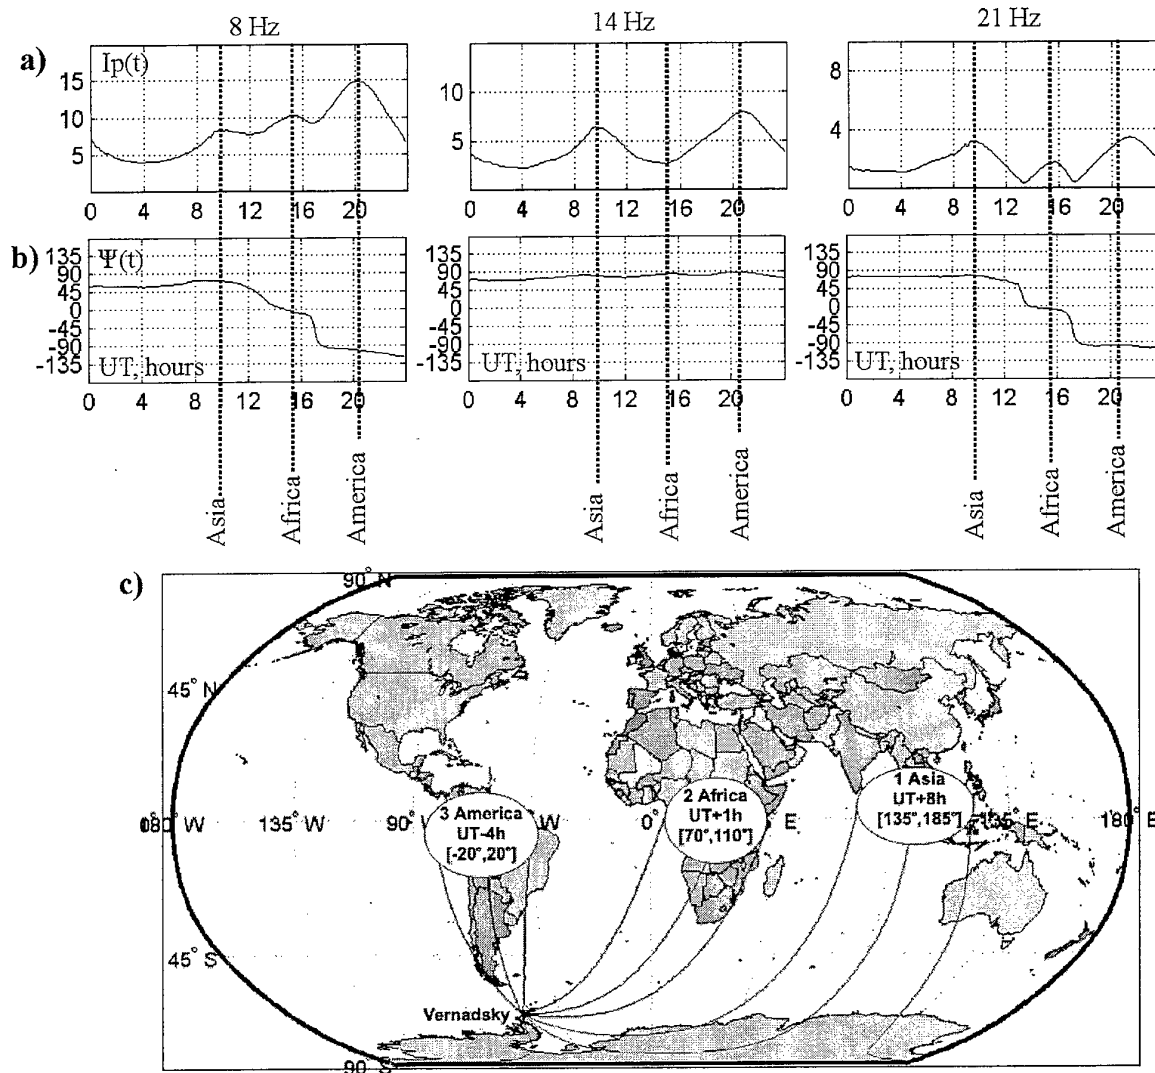 8 Hz
14 Hz
21 Hz
a)
Ip(t)
15
10
5
0 4 8 12 16 20
10
5
0 4 8 12 16 20
8
4
0 4 8 12 16 20
b)
Ψ(t)
135
90
45
0
-45
-90
-135
UT, hours
0 4 8 12 16 20
135
90
45
0
-45
-90
-135
UT, hours
0 4 8 12 16 20
135
90
45
0
-45
-90
-135
UT, hours
0 4 8 12 16 20
Asia
Africa
America
Asia
Africa
America
Asia
Africa
America
c)
90° N
45° N
180° W
135° W
90°
W
0°
E
135° E
180° E
1 Asia
UT+8h
[135°,185°]
2 Africa
UT+1h
[70°,110°]
3 America
UT-4h
[-20°,20°]
45° S
Vernadsky
90° S